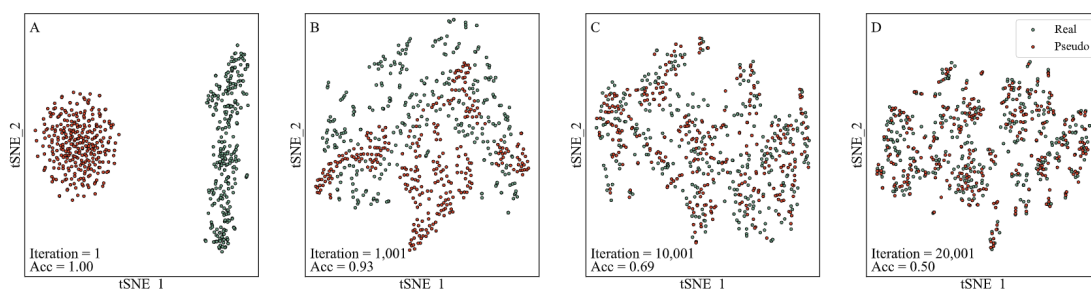 A
tSNE_2
Iteration = 1
Acc = 1.00
tSNE_1
B
tSNE_2
Iteration = 1,001
Acc = 0.93
tSNE_1
C
tSNE_2
Iteration = 10,001
Acc = 0.69
tSNE_1
D
Real
Pseudo
tSNE_2
Iteration = 20,001
Acc = 0.50
tSNE_1